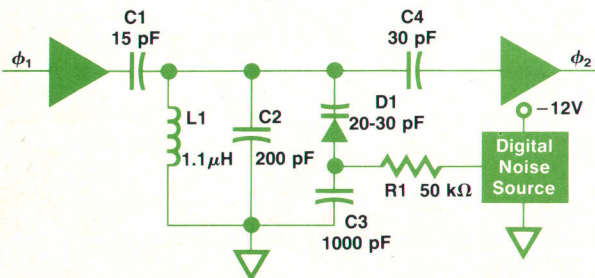 C1
15 pF
C4
30 pF
ϕ1
ϕ2
L1
1.1μH
C2
200 pF
D1
20-30 pF
−12V
Digital
Noise
Source
R1 50 kΩ
C3
1000 pF